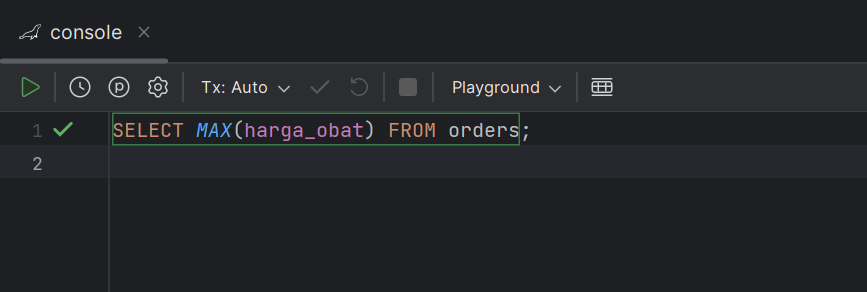 console
Tx: Auto Playground
1 SELECT MAX(harga_obat) FROM orders;
2